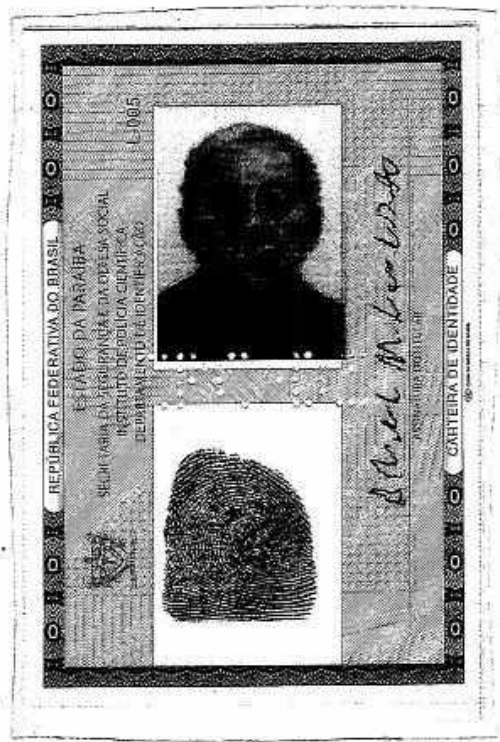 REPÚBLICA FEDERATIVA DO BRASIL
ESTADO DA PARAÍBA
SECRETARIA DA SEGURANÇA E DA DEFESA SOCIAL
INSTITUTO DE POLÍCIA CIENTÍFICA
DEPARTAMENTO DE IDENTIFICAÇÃO
L-005
ASSINATURA DO TITULAR
CARTEIRA DE IDENTIDADE